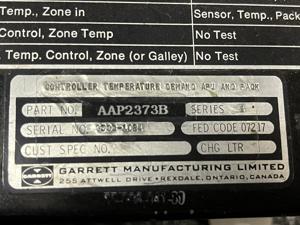 Temp., Zone in Sensor, Temp., Pack
Control, Zone Temp No Test
Temp. Control, Zone (or Galley) No Test
CONTROLLER TEMPERATURE DEMAND APU AND PACK
PART NO. AAP2373B SERIES 1
SERIAL NO. FED CODE 07217
CUST SPEC NO. CHG LTR
GARRETT MANUFACTURING LIMITED
GARRETT 255 ATTWELL DRIVE • REXDALE, ONTARIO, CANADA